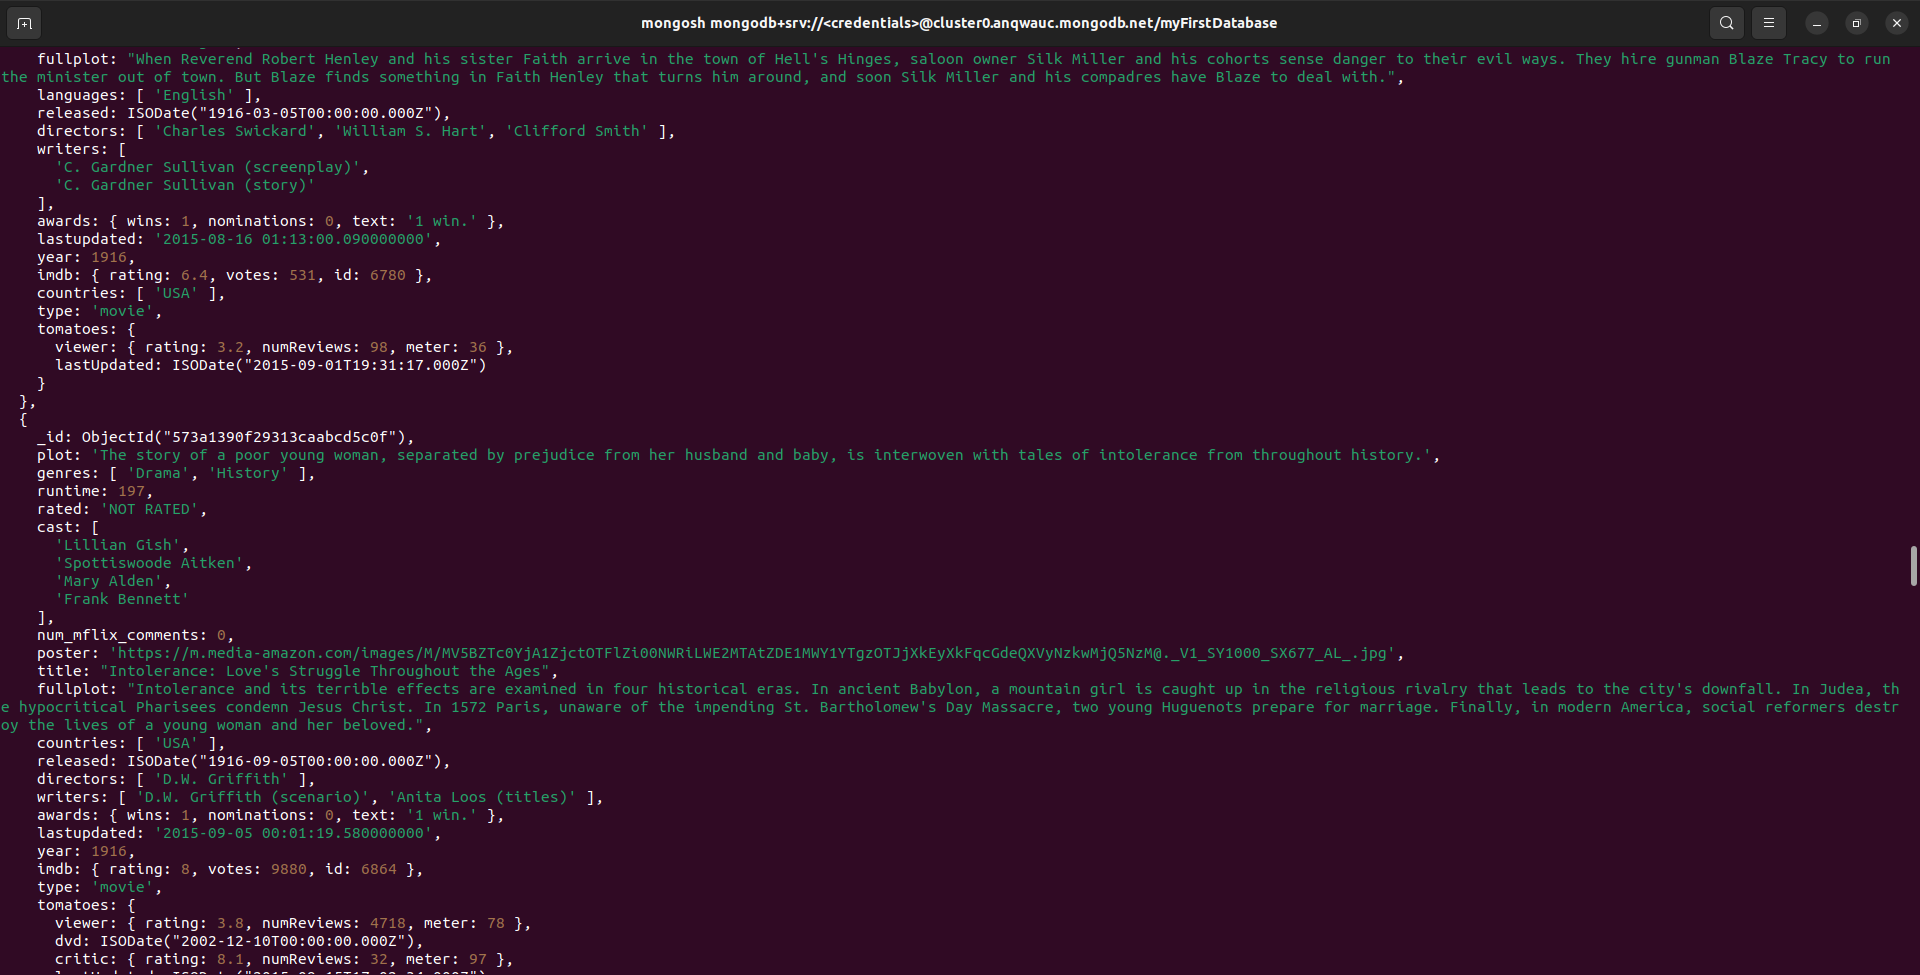 mongosh mongodb+srv://<credentials>@cluster0.anqwauc.mongodb.net/myFirstDatabase
fullplot: "When Reverend Robert Henley and his sister Faith arrive in the town of Hell's Hinges, saloon owner Silk Miller and his cohorts sense danger to their evil ways. They hire gunman Blaze Tracy to run
the minister out of town. But Blaze finds something in Faith Henley that turns him around, and soon Silk Miller and his compadres have Blaze to deal with.",
languages: [ 'English' ],
released: ISODate("1916-03-05T00:00:00.000Z"),
directors: [ 'Charles Swickard', 'William S. Hart', 'Clifford Smith' ],
writers: [
'C. Gardner Sullivan (screenplay)',
'C. Gardner Sullivan (story)'
],
awards: { wins: 1, nominations: 0, text: '1 win.' },
lastupdated: '2015-08-16 01:13:00.090000000',
year: 1916,
imdb: { rating: 6.4, votes: 531, id: 6780 },
countries: [ 'USA' ],
type: 'movie',
tomatoes: {
viewer: { rating: 3.2, numReviews: 98, meter: 36 },
lastUpdated: ISODate("2015-09-01T19:31:17.000Z")
}
},
{
_id: ObjectId("573a1390f29313caabcd5c0f"),
plot: 'The story of a poor young woman, separated by prejudice from her husband and baby, is interwoven with tales of intolerance from throughout history.',
genres: [ 'Drama', 'History' ],
runtime: 197,
rated: 'NOT RATED',
cast: [
'Lillian Gish',
'Spottiswoode Aitken',
'Mary Alden',
'Frank Bennett'
],
num_mflix_comments: 0,
poster: 'https://m.media-amazon.com/images/M/MV5BZTc0YjA1ZjctOTFlZi00NWRiLWE2MTAtZDE1MWY1YTgzOTJjXkEyXkFqcGdeQXVyNzkwMjQ5NzM@._V1_SY1000_SX677_AL_.jpg',
title: "Intolerance: Love's Struggle Throughout the Ages",
fullplot: "Intolerance and its terrible effects are examined in four historical eras. In ancient Babylon, a mountain girl is caught up in the religious rivalry that leads to the city's downfall. In Judea, th
e hypocritical Pharisees condemn Jesus Christ. In 1572 Paris, unaware of the impending St. Bartholomew's Day Massacre, two young Huguenots prepare for marriage. Finally, in modern America, social reformers destr
oy the lives of a young woman and her beloved.",
countries: [ 'USA' ],
released: ISODate("1916-09-05T00:00:00.000Z"),
directors: [ 'D.W. Griffith' ],
writers: [ 'D.W. Griffith (scenario)', 'Anita Loos (titles)' ],
awards: { wins: 1, nominations: 0, text: '1 win.' },
lastupdated: '2015-09-05 00:01:19.580000000',
year: 1916,
imdb: { rating: 8, votes: 9880, id: 6864 },
type: 'movie',
tomatoes: {
viewer: { rating: 3.8, numReviews: 4718, meter: 78 },
dvd: ISODate("2002-12-10T00:00:00.000Z"),
critic: { rating: 8.1, numReviews: 32, meter: 97 },